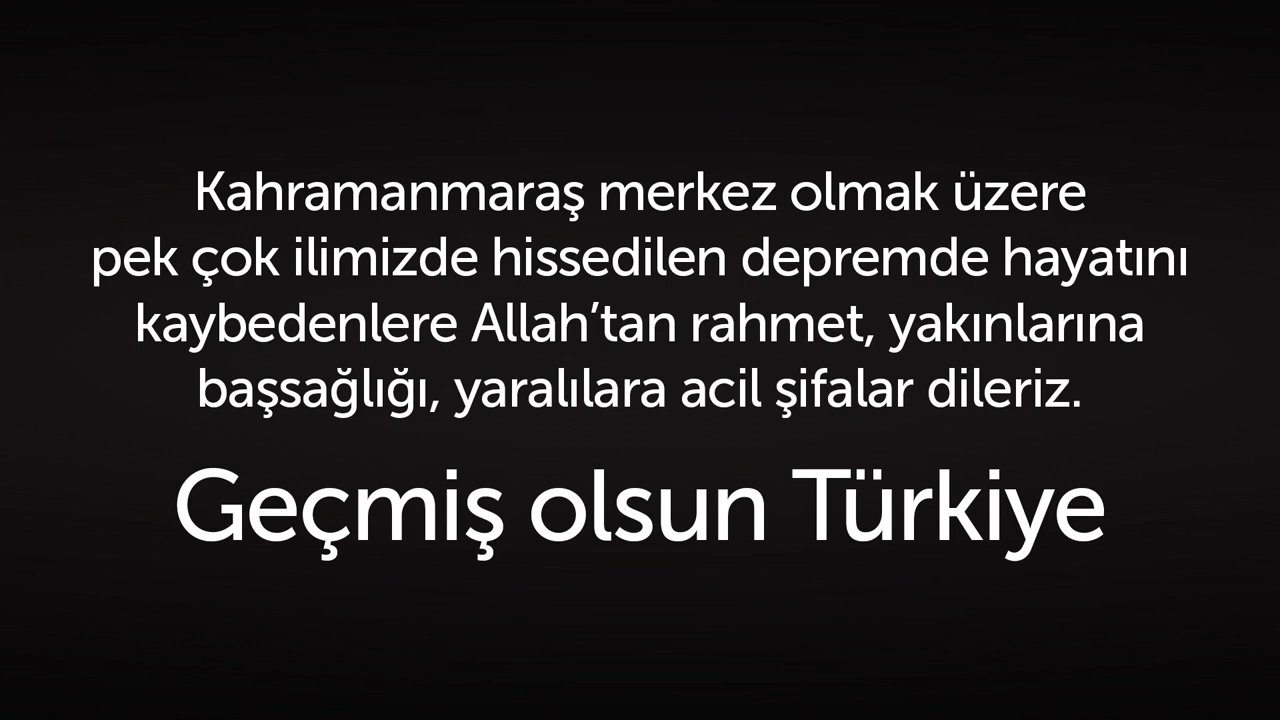 Kahramanmaraş merkez olmak üzere
pek çok ilimizde hissedilen depremde hayatını
kaybedenlere Allah’tan rahmet, yakınlarına
başsağlığı, yaralılara acil şifalar dileriz.
Geçmiş olsun Türkiye